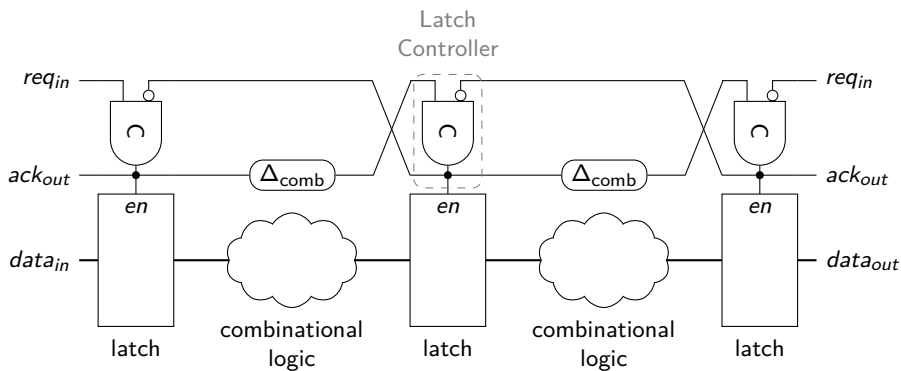 Latch
Controller
req_in
req_in
C
C
C
ack_out
Δ_comb
Δ_comb
ack_out
en
en
en
data_in
data_out
combinational
logic
combinational
logic
latch
latch
latch